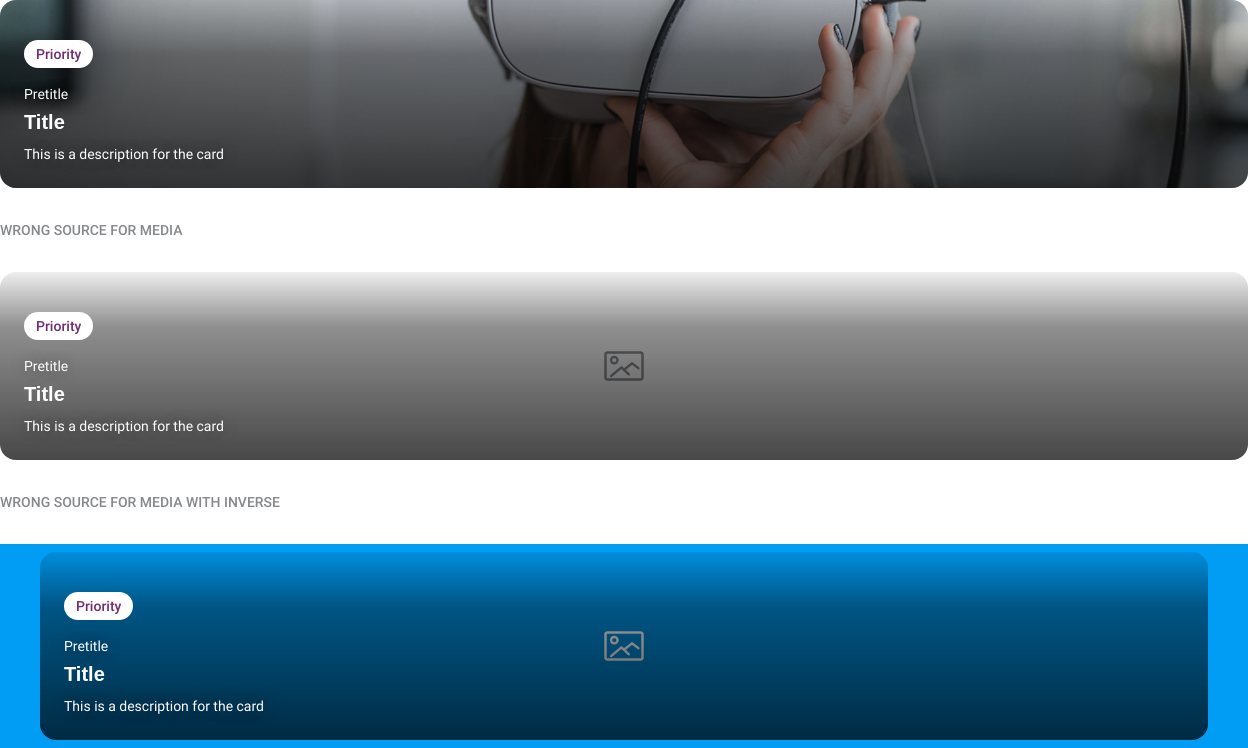 Priority
Pretitle
Title
This is a description for the card
WRONG SOURCE FOR MEDIA
Priority
Pretitle
Title
This is a description for the card
WRONG SOURCE FOR MEDIA WITH INVERSE
Priority
Pretitle
Title
This is a description for the card